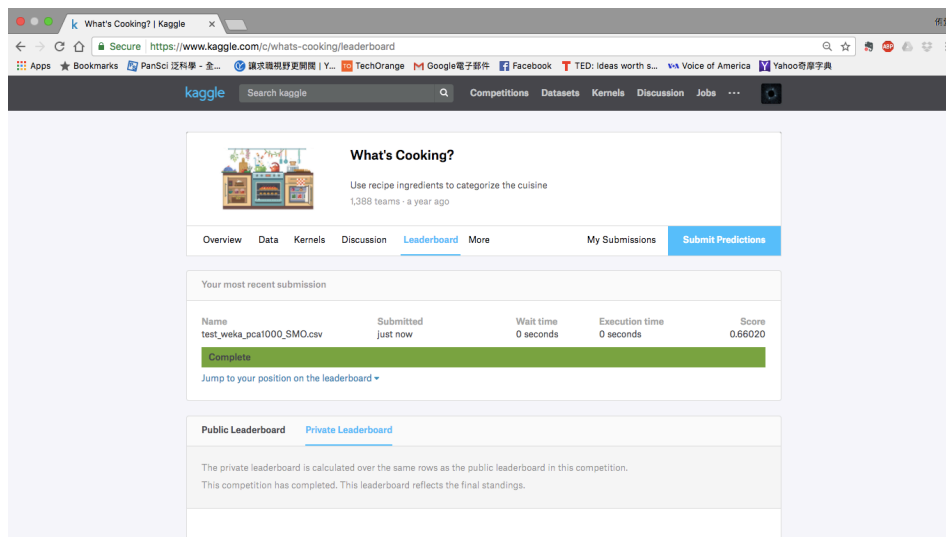 k What's Cooking? | Kaggle ×
Secure https://www.kaggle.com/c/whats-cooking/leaderboard
Apps Bookmarks PanSci 泛科學 - 全... 讓求職視野更開闊 | Y... TO TechOrange Google電子郵件 Facebook T TED: Ideas worth s... VOA Voice of America Y Yahoo奇摩字典
kaggle Search kaggle Competitions Datasets Kernels Discussion Jobs ...
What's Cooking?
Use recipe ingredients to categorize the cuisine
1,388 teams · a year ago
Overview Data Kernels Discussion Leaderboard More My Submissions Submit Predictions
Your most recent submission
Name Submitted Wait time Execution time Score
test_weka_pca1000_SMO.csv just now 0 seconds 0 seconds 0.66020
Complete
Jump to your position on the leaderboard
Public Leaderboard Private Leaderboard
The private leaderboard is calculated over the same rows as the public leaderboard in this competition.
This competition has completed. This leaderboard reflects the final standings.